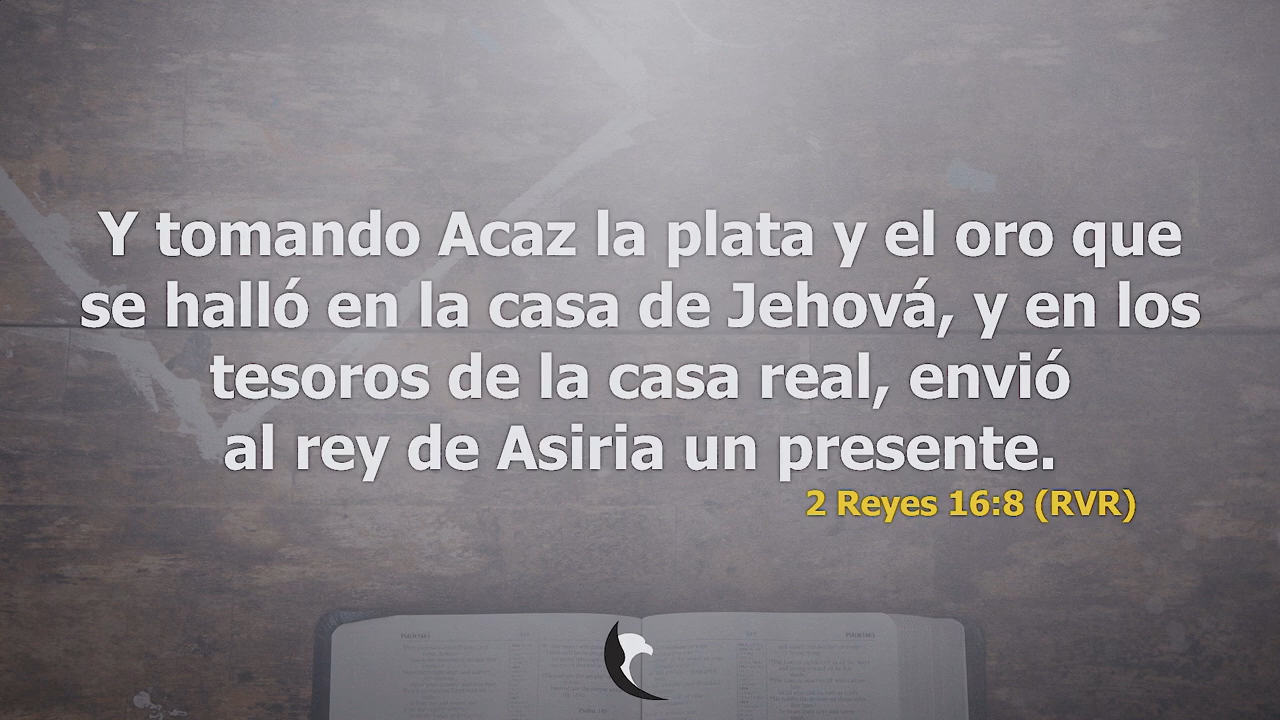 Y tomando Acaz la plata y el oro que
se halló en la casa de Jehová, y en los
tesoros de la casa real, envió
al rey de Asiria un presente.
2 Reyes 16:8 (RVR)